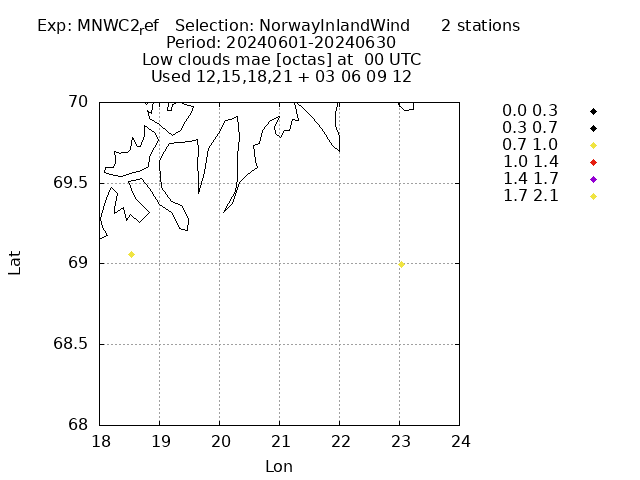 Exp: MNWC2ref Selection: NorwayInlandWind 2 stations
Period: 20240601-20240630
Low clouds mae [octas] at 00 UTC
Used 12,15,18,21 + 03 06 09 12
0.0 0.3
0.3 0.7
0.7 1.0
1.0 1.4
1.4 1.7
1.7 2.1
70
69.5
69
68.5
68
Lat
18 19 20 21 22 23 24
Lon